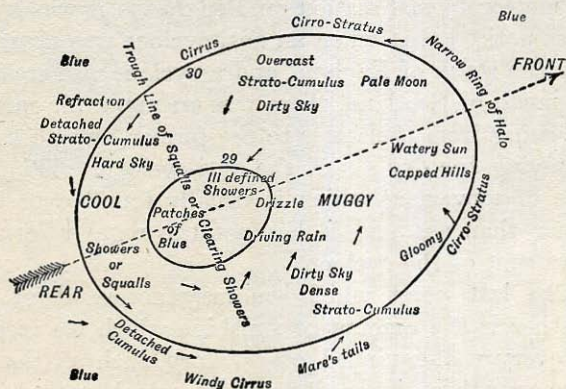 Blue
Cirro-Stratus
Blue
Cirrus
30
Overcast
Strato-Cumulus
Dirty Sky
Pale Moon
Narrow Ring of Halo
FRONT
Trough Line of Squalls or Clearing Showers
Refraction
Detached
Strato-Cumulus
Hard Sky
COOL
29
Ill defined
Showers
Drizzle
MUGGY
Watery Sun
Capped Hills
Patches
of
Blue
Driving Rain
Gloomy
Cirro-Stratus
Showers
or
Squalls
REAR
Dirty Sky
Dense
Strato-Cumulus
Detached
Cumulus
Mare's tails
Blue
Windy Cirrus